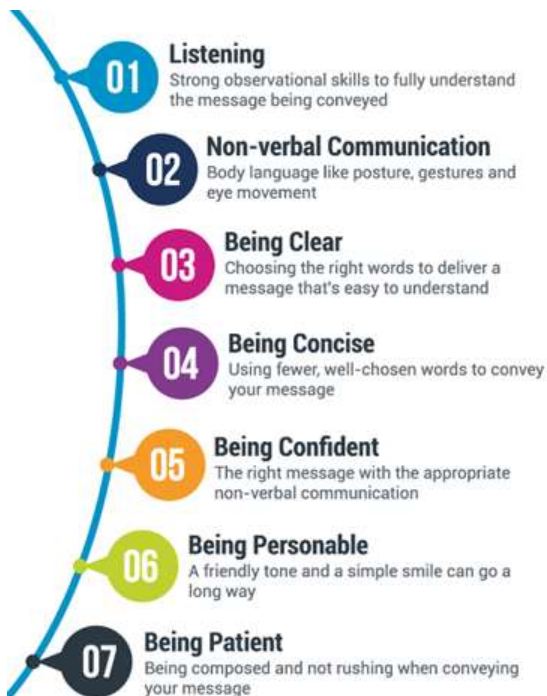 01
Listening
Strong observational skills to fully understand
the message being conveyed
02
Non-verbal Communication
Body language like posture, gestures and
eye movement
03
Being Clear
Choosing the right words to deliver a
message that's easy to understand
04
Being Concise
Using fewer, well-chosen words to convey
your message
05
Being Confident
The right message with the appropriate
non-verbal communication
06
Being Personable
A friendly tone and a simple smile can go a
long way
07
Being Patient
Being composed and not rushing when conveying
your message